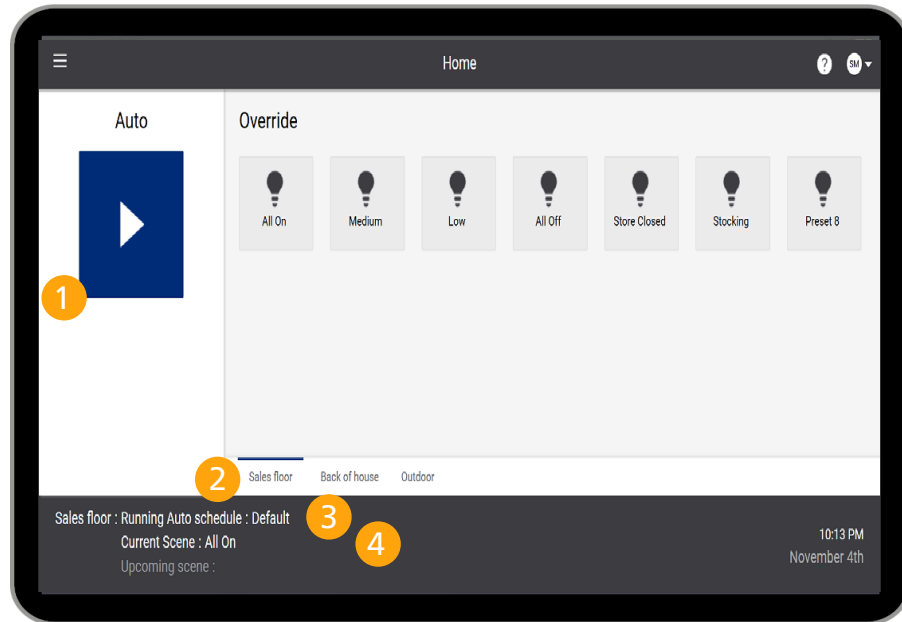 Home
? SM
Auto
Override
All On
Medium
Low
All Off
Store Closed
Stocking
Preset 8
1
2
Sales floor
Back of house
Outdoor
Sales floor : Running Auto schedule : Default
3
Current Scene : All On
4
Upcoming scene :
10:13 PM
November 4th